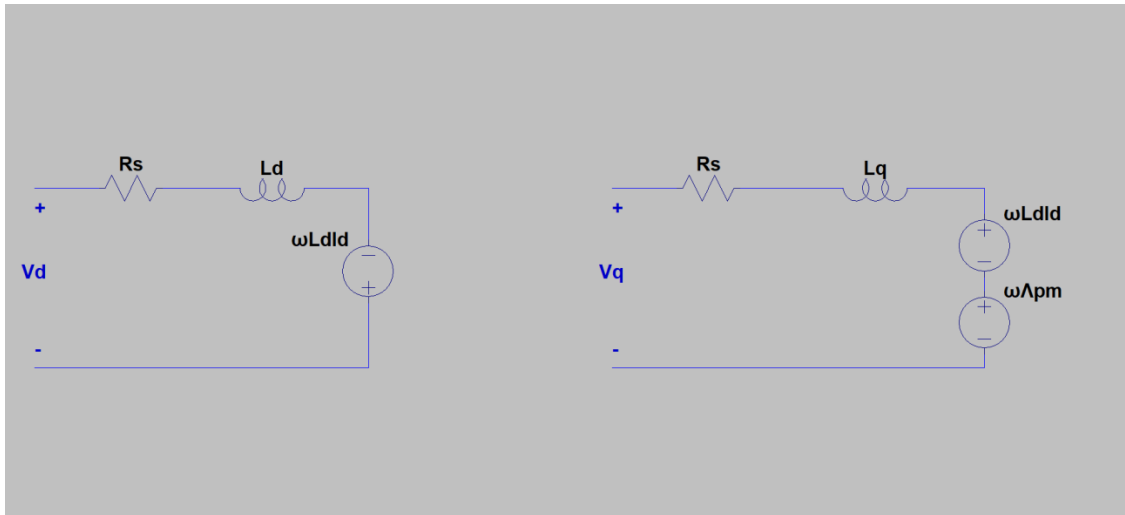 Rs
Ld
+
ωLdId
−
+
Vd
-
Rs
Lq
+
ωLdId
+
−
Vq
ωΛpm
+
−
-